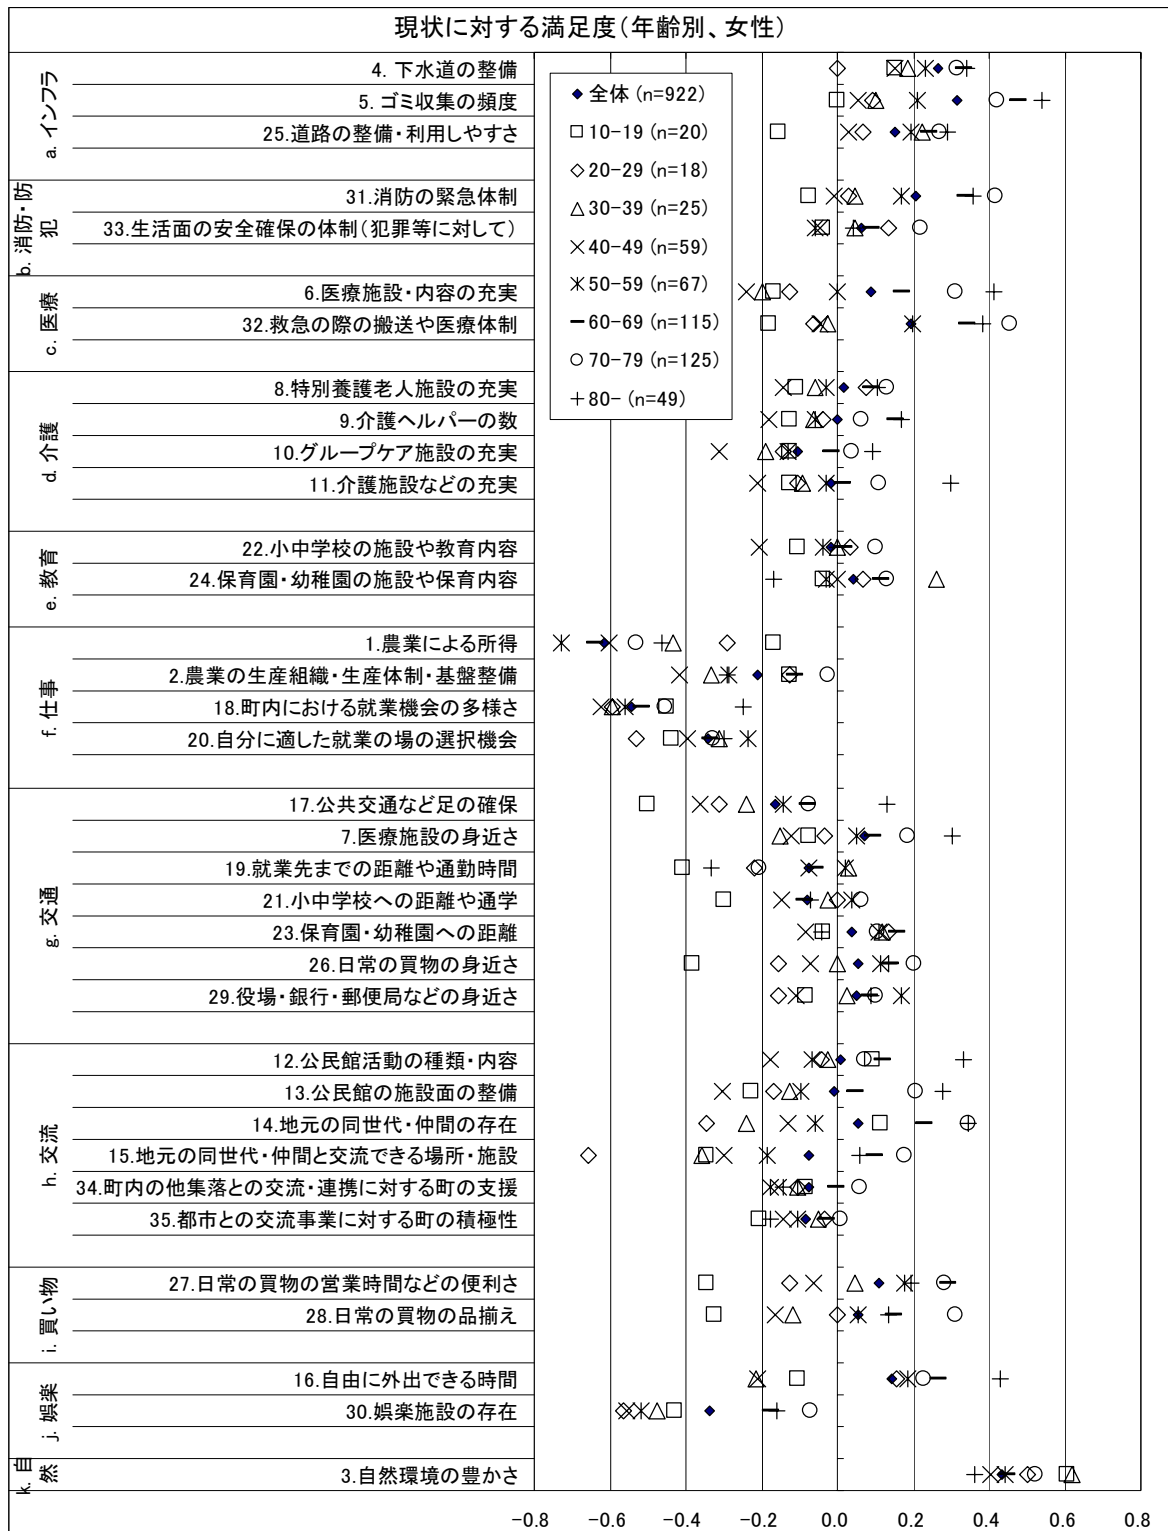 現状に対する満足度(年齢別、女性)
a. インフラ
4. 下水道の整備
5. ゴミ収集の頻度
25.道路の整備・利用しやすさ
b. 消防・防犯
31.消防の緊急体制
33.生活面の安全確保の体制(犯罪等に対して)
c. 医療
6.医療施設・内容の充実
32.救急の際の搬送や医療体制
d. 介護
8.特別養護老人施設の充実
9.介護ヘルパーの数
10.グループケア施設の充実
11.介護施設などの充実
e. 教育
22.小中学校の施設や教育内容
24.保育園・幼稚園の施設や保育内容
f. 仕事
1.農業による所得
2.農業の生産組織・生産体制・基盤整備
18.町内における就業機会の多様さ
20.自分に適した就業の場の選択機会
g. 交通
17.公共交通など足の確保
7.医療施設の身近さ
19.就業先までの距離や通勤時間
21.小中学校への距離や通学
23.保育園・幼稚園への距離
26.日常の買物の身近さ
29.役場・銀行・郵便局などの身近さ
h. 交流
12.公民館活動の種類・内容
13.公民館の施設面の整備
14.地元の同世代・仲間の存在
15.地元の同世代・仲間と交流できる場所・施設
34.町内の他集落との交流・連携に対する町の支援
35.都市との交流事業に対する町の積極性
i. 買い物
27.日常の買物の営業時間などの便利さ
28.日常の買物の品揃え
j. 娯楽
16.自由に外出できる時間
30.娯楽施設の存在
k. 自然
3.自然環境の豊かさ
全体 (n=922)
10-19 (n=20)
20-29 (n=18)
30-39 (n=25)
40-49 (n=59)
50-59 (n=67)
60-69 (n=115)
70-79 (n=125)
80- (n=49)
-0.8 -0.6 -0.4 -0.2 0.0 0.2 0.4 0.6 0.8